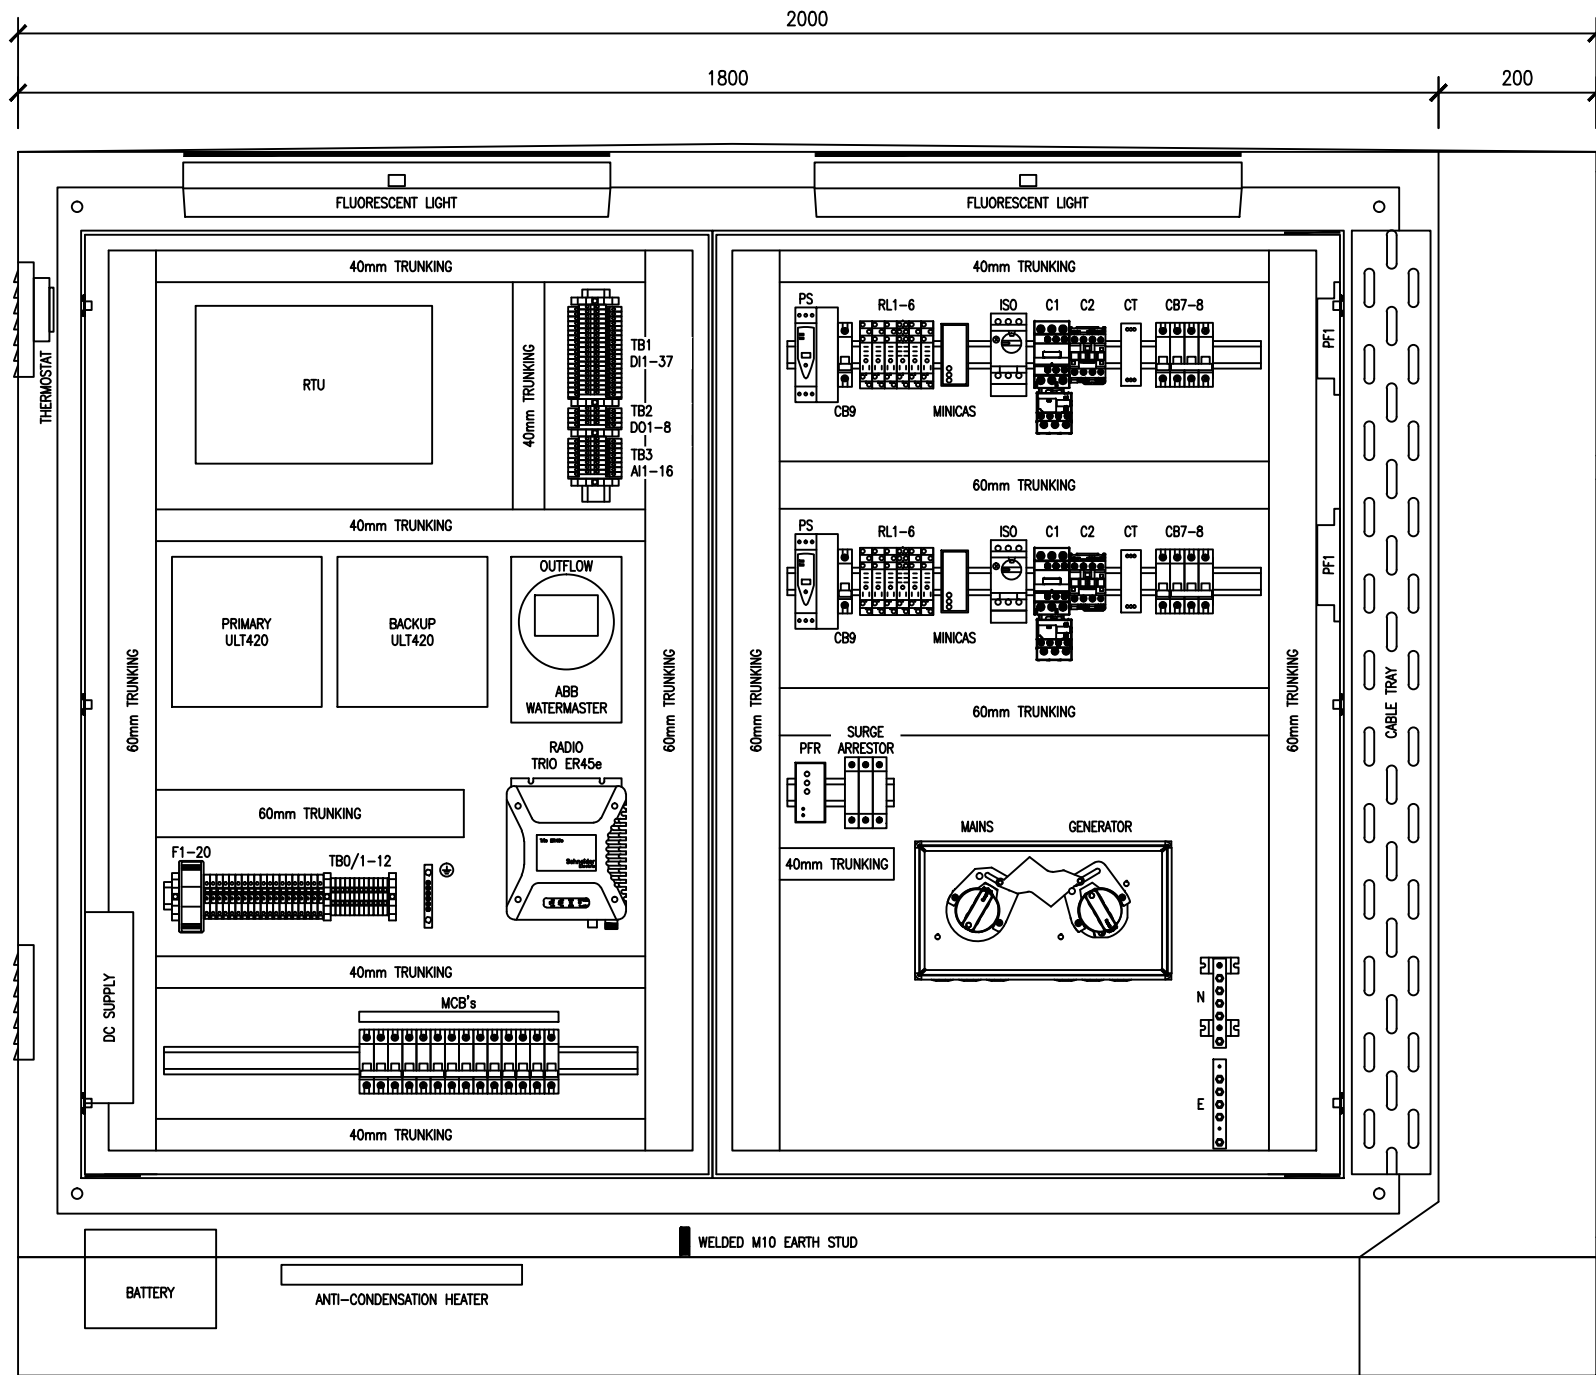 2000
1800
200
FLUORESCENT LIGHT
FLUORESCENT LIGHT
THERMOSTAT
40mm TRUNKING
RTU
40mm TRUNKING
TB1
DI1-37
TB2
DO1-8
TB3
AI1-16
40mm TRUNKING
PRIMARY
ULT420
BACKUP
ULT420
OUTFLOW
ABB
WATERMASTER
60mm TRUNKING
60mm TRUNKING
RADIO
TRIO ER45e
Schneider
60mm TRUNKING
F1-20
TB0/1-12
DC SUPPLY
40mm TRUNKING
MCB's
40mm TRUNKING
40mm TRUNKING
PS
RL1-6
ISO
C1
C2
CT
CB7-8
CB9
MINICAS
PF1
60mm TRUNKING
PS
RL1-6
ISO
C1
C2
CT
CB7-8
CB9
MINICAS
PF1
60mm TRUNKING
60mm TRUNKING
60mm TRUNKING
CABLE TRAY
PFR
SURGE
ARRESTOR
40mm TRUNKING
MAINS
GENERATOR
N
E
WELDED M10 EARTH STUD
BATTERY
ANTI-CONDENSATION HEATER